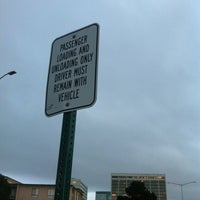 PASSENGER
LOADING AND
UNLOADING ONLY
DRIVER MUST
REMAIN WITH
VEHICLE